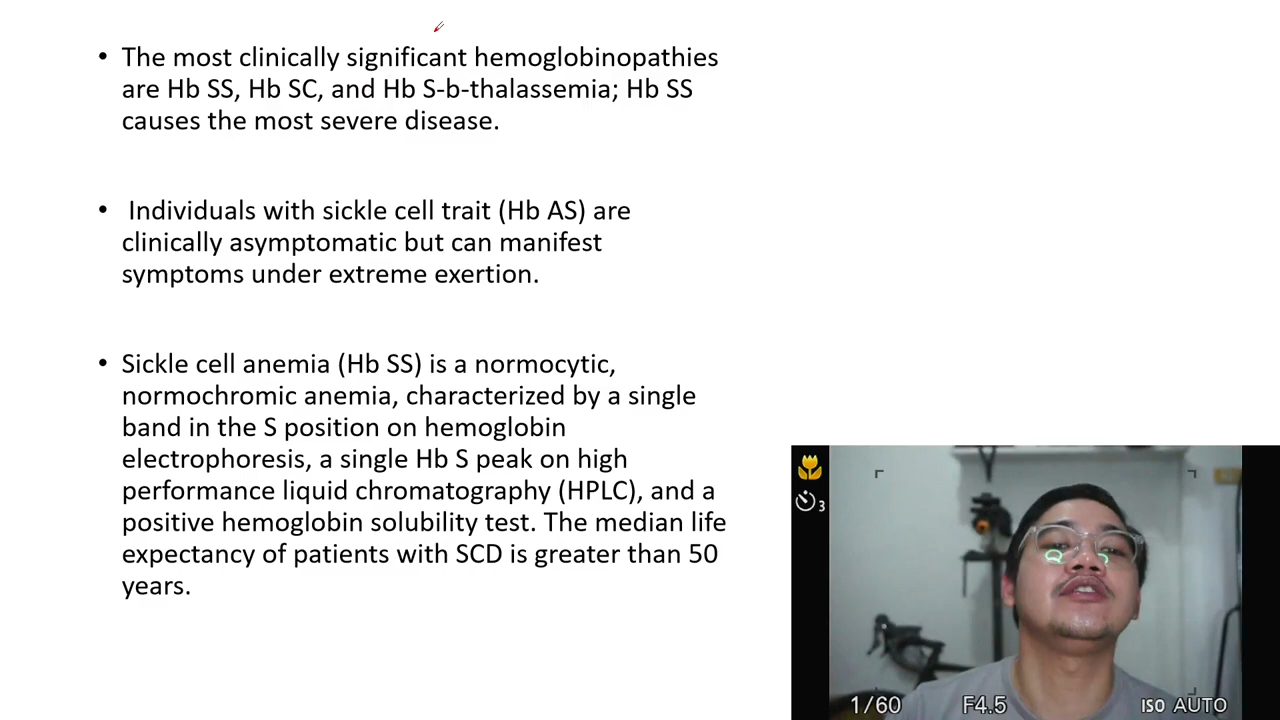 • The most clinically significant hemoglobinopathies
are Hb SS, Hb SC, and Hb S-b-thalassemia; Hb SS
causes the most severe disease.
• Individuals with sickle cell trait (Hb AS) are
clinically asymptomatic but can manifest
symptoms under extreme exertion.
• Sickle cell anemia (Hb SS) is a normocytic,
normochromic anemia, characterized by a single
band in the S position on hemoglobin
electrophoresis, a single Hb S peak on high
performance liquid chromatography (HPLC), and a
positive hemoglobin solubility test. The median life
expectancy of patients with SCD is greater than 50
years.
3
1/60 F4.5 ISO AUTO